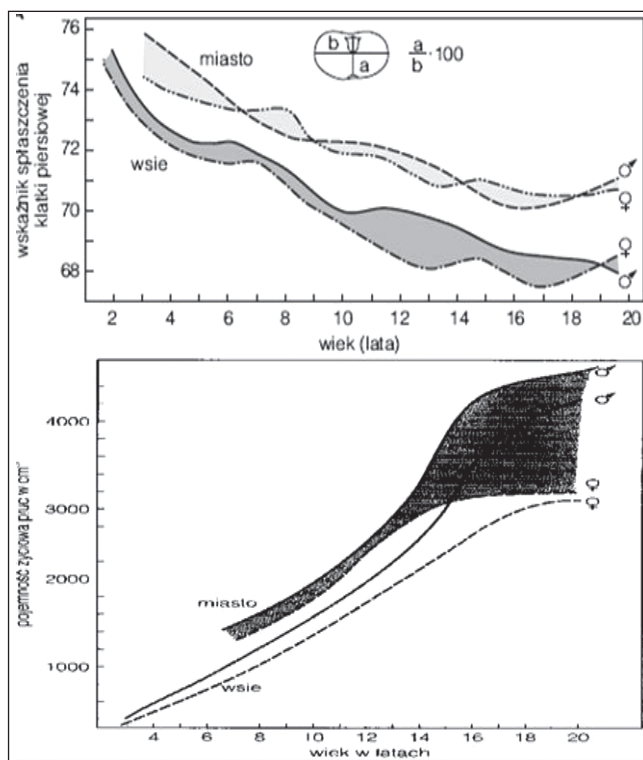 76
74
72
70
68
wskaźnik spłaszczenia
klatki piersiowej
miasto
wsie
b
a
a/b · 100
♂
♀
♀
♂
2 4 6 8 10 12 14 16 18 20
wiek (lata)
4000
3000
2000
1000
pojemność życiowa płuc w cm³
miasto
wsie
♂
♂
♀
♀
4 6 8 10 12 14 16 18 20
wiek w latach